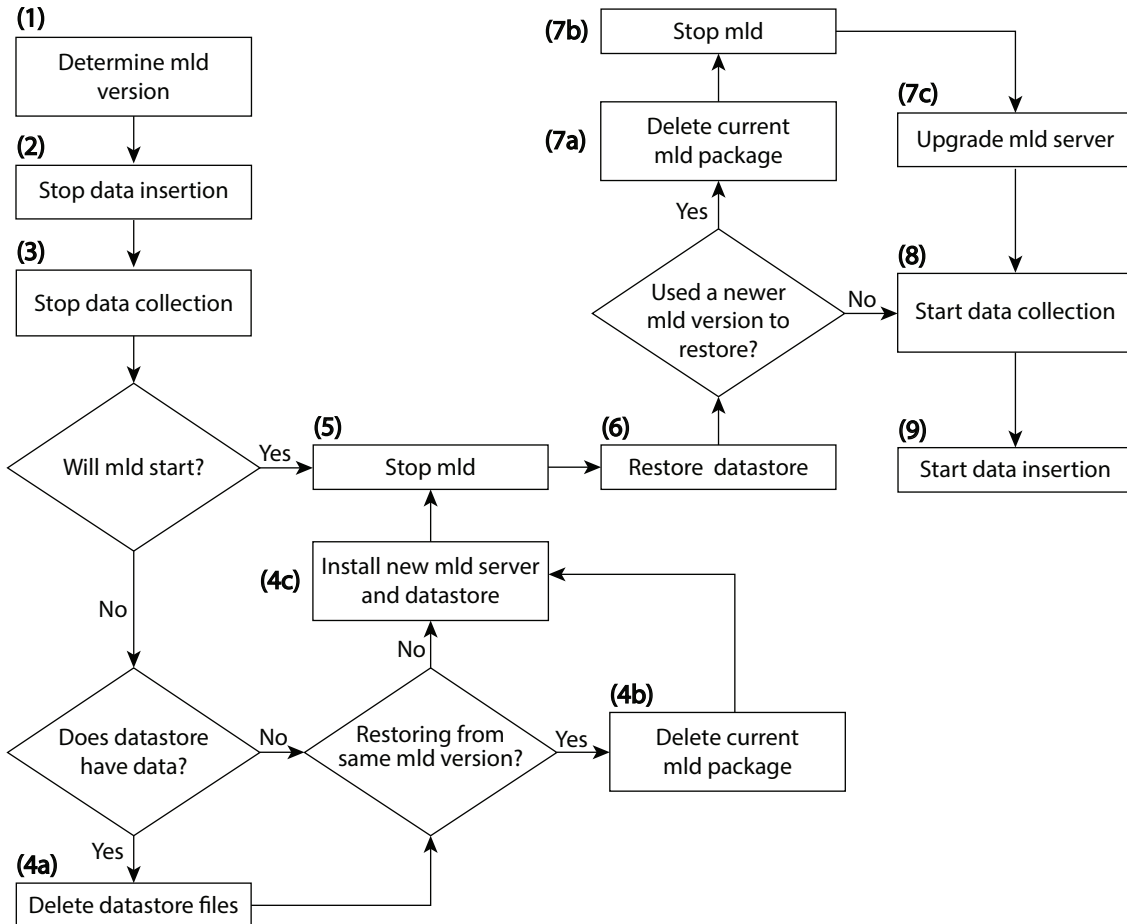 (1)
Determine mld
version
(2)
Stop data insertion
(3)
Stop data collection
Will mld start?
Yes
No
Does datastore
have data?
No
Yes
(4a)
Delete datastore files
Restoring from
same mld version?
No
Yes
(4b)
Delete current
mld package
(4c)
Install new mld server
and datastore
(5)
Stop mld
(6)
Restore datastore
Used a newer
mld version to
restore?
Yes
No
(7a)
Delete current
mld package
(7b)
Stop mld
(7c)
Upgrade mld server
(8)
Start data collection
(9)
Start data insertion